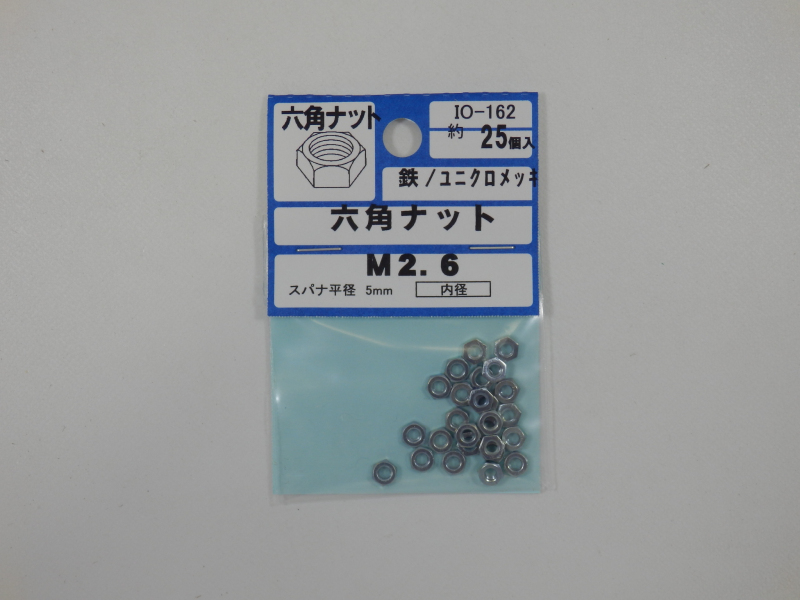 六角ナット
IO-162
約 25個入
鉄/ユニクロメッキ
六角ナット
M2.6
スパナ平径 5mm 内径